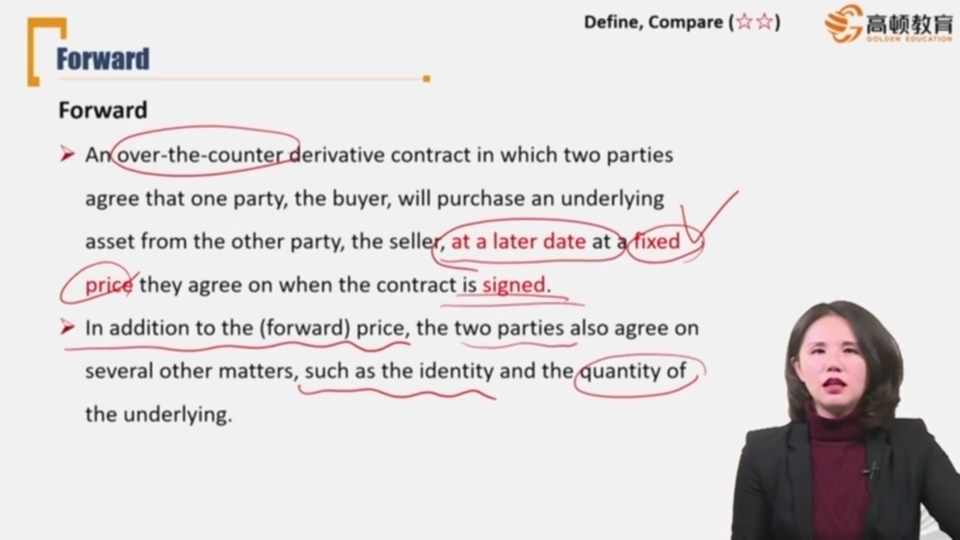 Define, Compare (☆☆)
高顿教育
GOLDEN EDUCATION
Forward
Forward
An over-the-counter derivative contract in which two parties
agree that one party, the buyer, will purchase an underlying
asset from the other party, the seller, at a later date at a fixed
price they agree on when the contract is signed.
In addition to the (forward) price, the two parties also agree on
several other matters, such as the identity and the quantity of
the underlying.